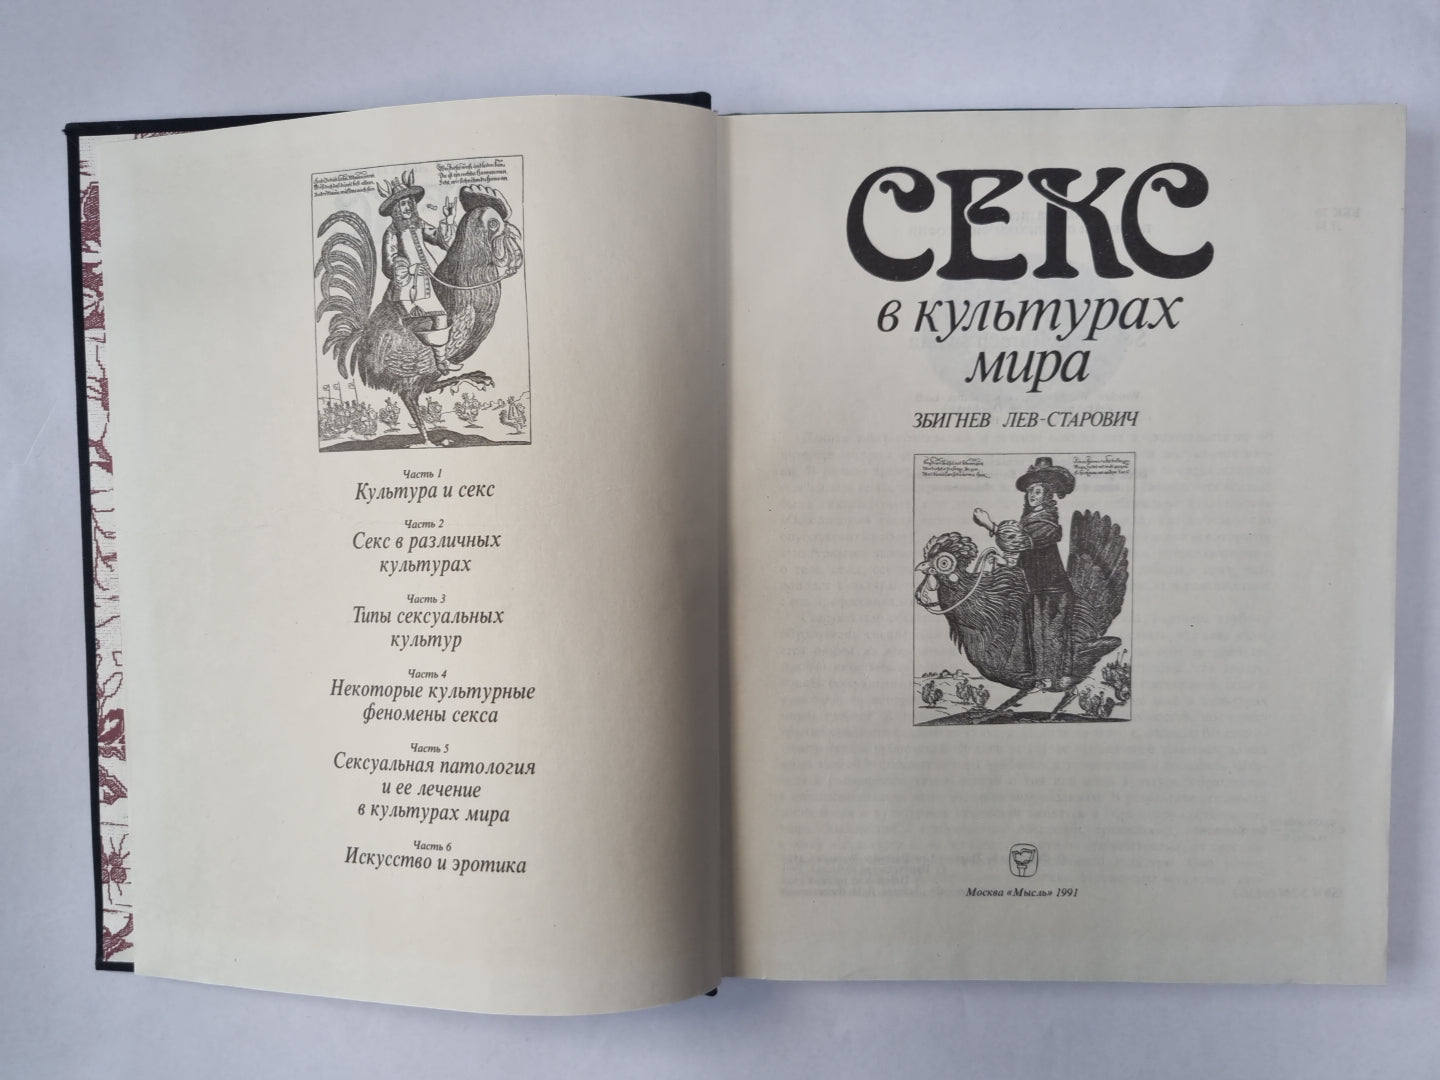 Часть 1
Культура и секс
Часть 2
Секс в различных
культурах
Часть 3
Типы сексуальных
культур
Часть 4
Некоторые культурные
феномены секса
Часть 5
Сексуальная патология
и ее лечение
в культурах мира
Часть 6
Искусство и эротика
СЕКС
в культурах
мира
ЗБИГНЕВ ЛЕВ-СТАРОВИЧ
Москва «Мысль» 1991